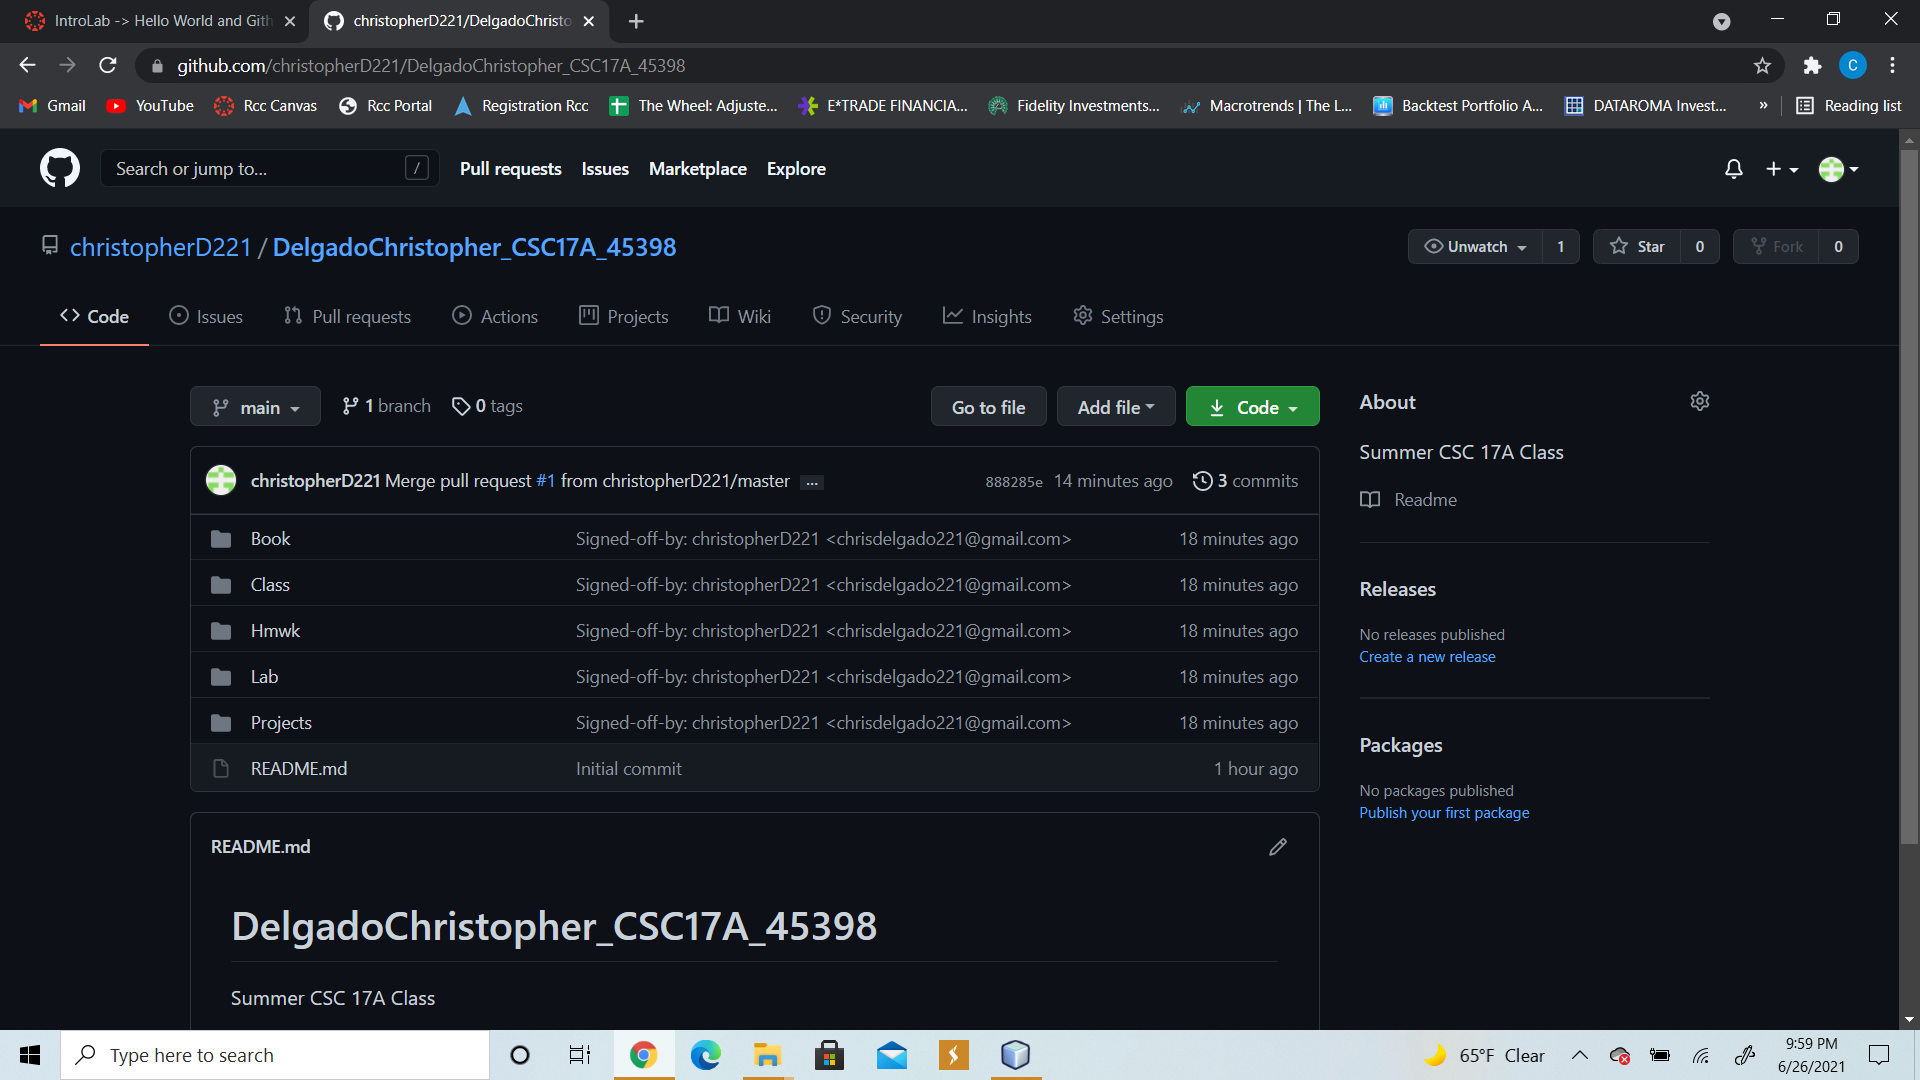 IntroLab -> Hello World and Gith
christopherD221/DelgadoChristo
github.com/christopherD221/DelgadoChristopher_CSC17A_45398
C
Gmail YouTube Rcc Canvas Rcc Portal Registration Rcc The Wheel: Adjuste... E*TRADE FINANCIA... Fidelity Investments... Macrotrends | The L... Backtest Portfolio A... DATAROMA Invest... » Reading list
Search or jump to... / Pull requests Issues Marketplace Explore
christopherD221 / DelgadoChristopher_CSC17A_45398
Unwatch 1 Star 0 Fork 0
Code Issues Pull requests Actions Projects Wiki Security Insights Settings
main 1 branch 0 tags Go to file Add file Code
christopherD221 Merge pull request #1 from christopherD221/master ... 888285e 14 minutes ago 3 commits
Book Signed-off-by: christopherD221 <chrisdelgado221@gmail.com> 18 minutes ago
Class Signed-off-by: christopherD221 <chrisdelgado221@gmail.com> 18 minutes ago
Hmwk Signed-off-by: christopherD221 <chrisdelgado221@gmail.com> 18 minutes ago
Lab Signed-off-by: christopherD221 <chrisdelgado221@gmail.com> 18 minutes ago
Projects Signed-off-by: christopherD221 <chrisdelgado221@gmail.com> 18 minutes ago
README.md Initial commit 1 hour ago
README.md
DelgadoChristopher_CSC17A_45398
Summer CSC 17A Class
About
Summer CSC 17A Class
Readme
Releases
No releases published
Create a new release
Packages
No packages published
Publish your first package
Type here to search
65°F Clear
9:59 PM
6/26/2021